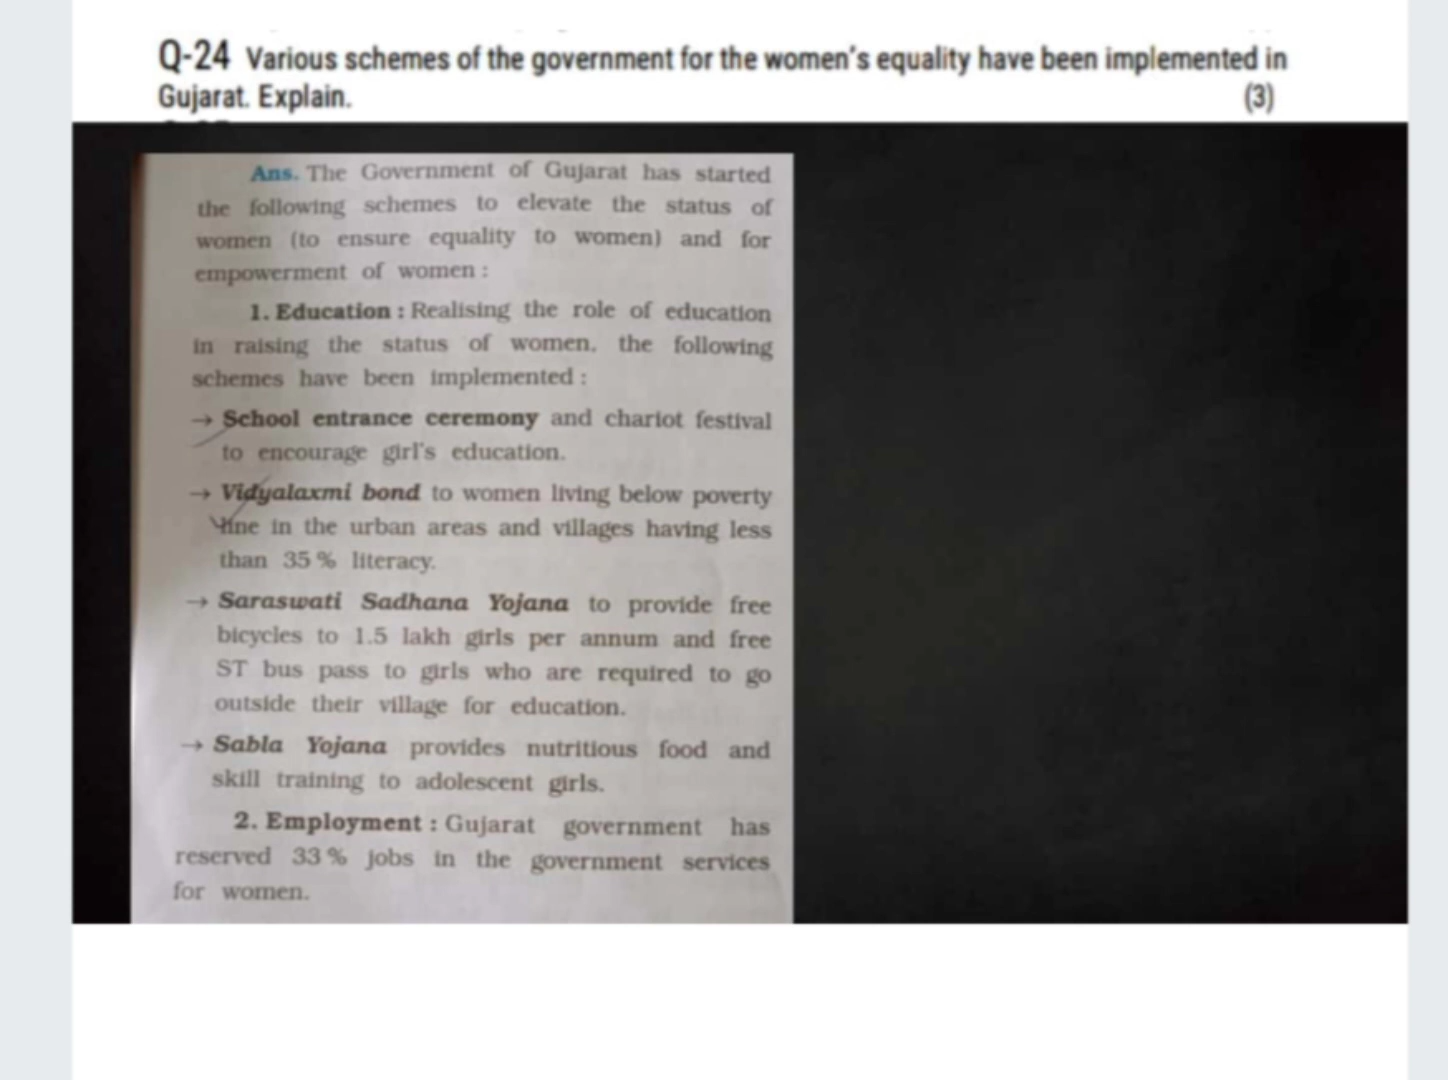 Q-24 Various schemes of the government for the women's equality have been implemented in
Gujarat. Explain. (3)
Ans. The Government of Gujarat has started
the following schemes to elevate the status of
women (to ensure equality to women) and for
empowerment of women :
1. Education : Realising the role of education
in raising the status of women, the following
schemes have been implemented :
→ School entrance ceremony and chariot festival
to encourage girl's education.
→ Vidyalaxmi bond to women living below poverty
line in the urban areas and villages having less
than 35 % literacy.
→ Saraswati Sadhana Yojana to provide free
bicycles to 1.5 lakh girls per annum and free
ST bus pass to girls who are required to go
outside their village for education.
→ Sabla Yojana provides nutritious food and
skill training to adolescent girls.
2. Employment : Gujarat government has
reserved 33 % jobs in the government services
for women.